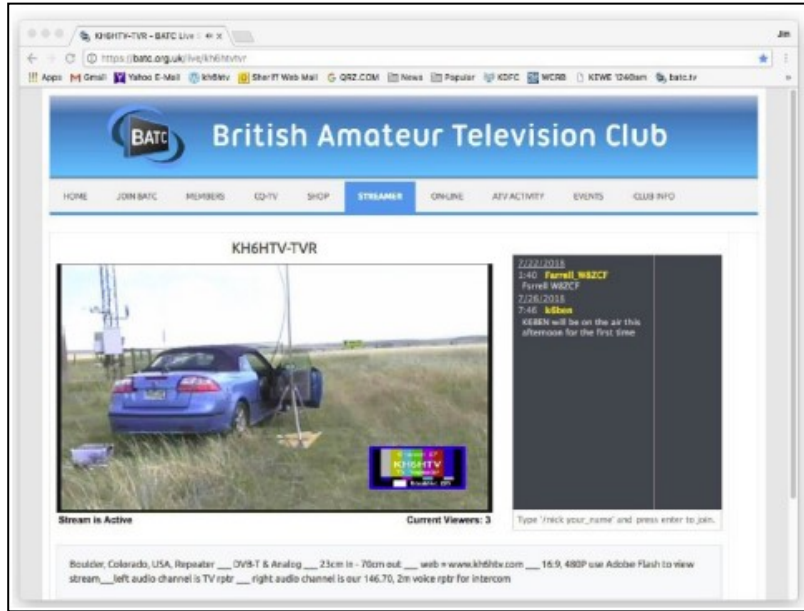 KH6HTV-TVR - BATC Live
Jim
https://batc.org.uk/live/kh6htvtvr
Apps Gmail Yahoo E-Mail kh6htv Sheriff Web Mail QRZ.COM News Popular KDFC WCRB KEWE 1240am batc.tv
BATC British Amateur Television Club
HOME JOIN BATC MEMBERS CQ-TV SHOP STREAMER ON-LINE ATV ACTIVITY EVENTS CLUB INFO
KH6HTV-TVR
KH6HTV
Stream is Active
Current Viewers: 3
7/22/2018
1:40 Farrell_W8ZCF
Farrell W8ZCF
7/26/2018
7:46 k6ben
K6BEN will be on the air this
afternoon for the first time
Type '/nick your_name' and press enter to join.
Boulder, Colorado, USA, Repeater ___ DVB-T & Analog ___ 23cm in - 70cm out ___ web = www.kh6htv.com ___ 16:9, 480P use Adobe Flash to view
stream___left audio channel is TV rptr ___ right audio channel is our 146.70, 2m voice rptr for intercom